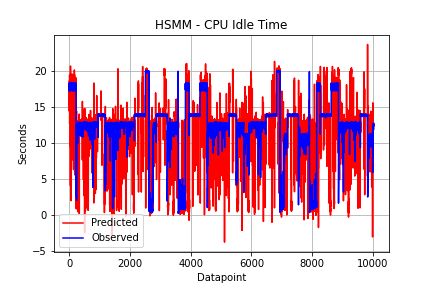 HSMM - CPU Idle Time
Seconds
20
15
10
5
0
−5
Predicted
Observed
0
2000
4000
6000
8000
10000
Datapoint